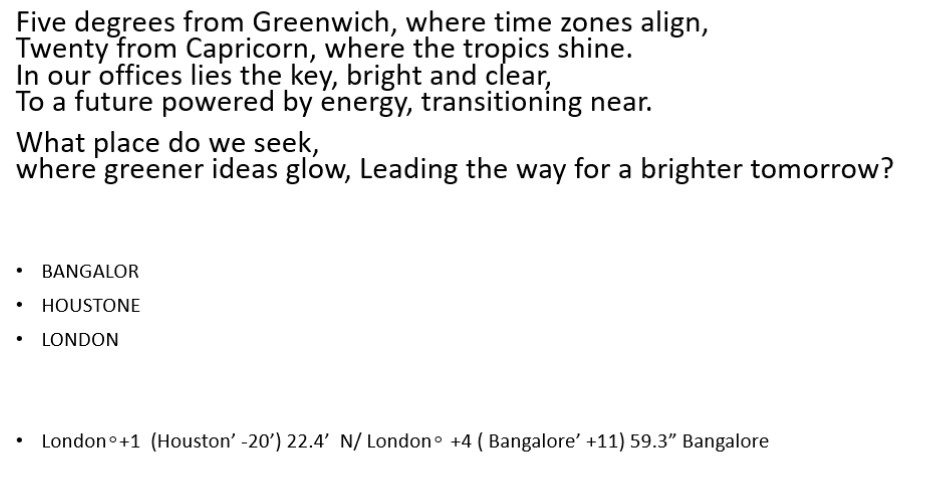 Five degrees from Greenwich, where time zones align,
Twenty from Capricorn, where the tropics shine.
In our offices lies the key, bright and clear,
To a future powered by energy, transitioning near.
What place do we seek,
where greener ideas glow, Leading the way for a brighter tomorrow?
• BANGALOR
• HOUSTONE
• LONDON
• London°+1 (Houston’ -20’) 22.4’ N/ London° +4 ( Bangalore’ +11) 59.3” Bangalore